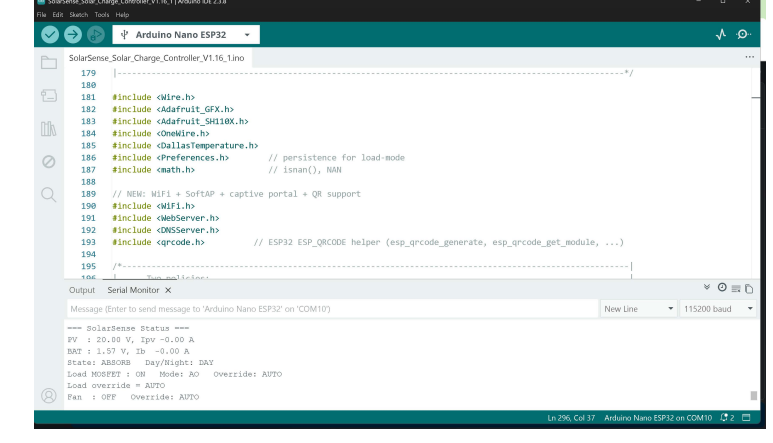 SolarSense_Solar_Charge_Controller_V1.16_1 | Arduino IDE 2.3.8
File Edit Sketch Tools Help
Arduino Nano ESP32
SolarSense_Solar_Charge_Controller_V1.16_1.ino
179 |--------------------------------------------------------------------------------------------------*/
180
181 #include <Wire.h>
182 #include <Adafruit_GFX.h>
183 #include <Adafruit_SH110X.h>
184 #include <OneWire.h>
185 #include <DallasTemperature.h>
186 #include <Preferences.h> // persistence for load-mode
187 #include <math.h> // isnan(), NAN
188
189 // NEW: WiFi + SoftAP + captive portal + QR support
190 #include <WiFi.h>
191 #include <WebServer.h>
192 #include <DNSServer.h>
193 #include <qrcode.h> // ESP32 ESP_QRCODE helper (esp_qrcode_generate, esp_qrcode_get_module, ...)
194
195 /*--------------------------------------------------------------------------------------------------|
196 | Two policies:
Output Serial Monitor X
Message (Enter to send message to 'Arduino Nano ESP32' on 'COM10')
New Line
115200 baud
=== SolarSense Status ===
PV : 20.00 V, Ipv -0.00 A
BAT : 1.57 V, Ib -0.00 A
State: ABSORB Day/Night: DAY
Load MOSFET : ON Mode: AO Override: AUTO
Load override = AUTO
Fan : OFF Override: AUTO
Ln 296, Col 37 Arduino Nano ESP32 on COM10 2